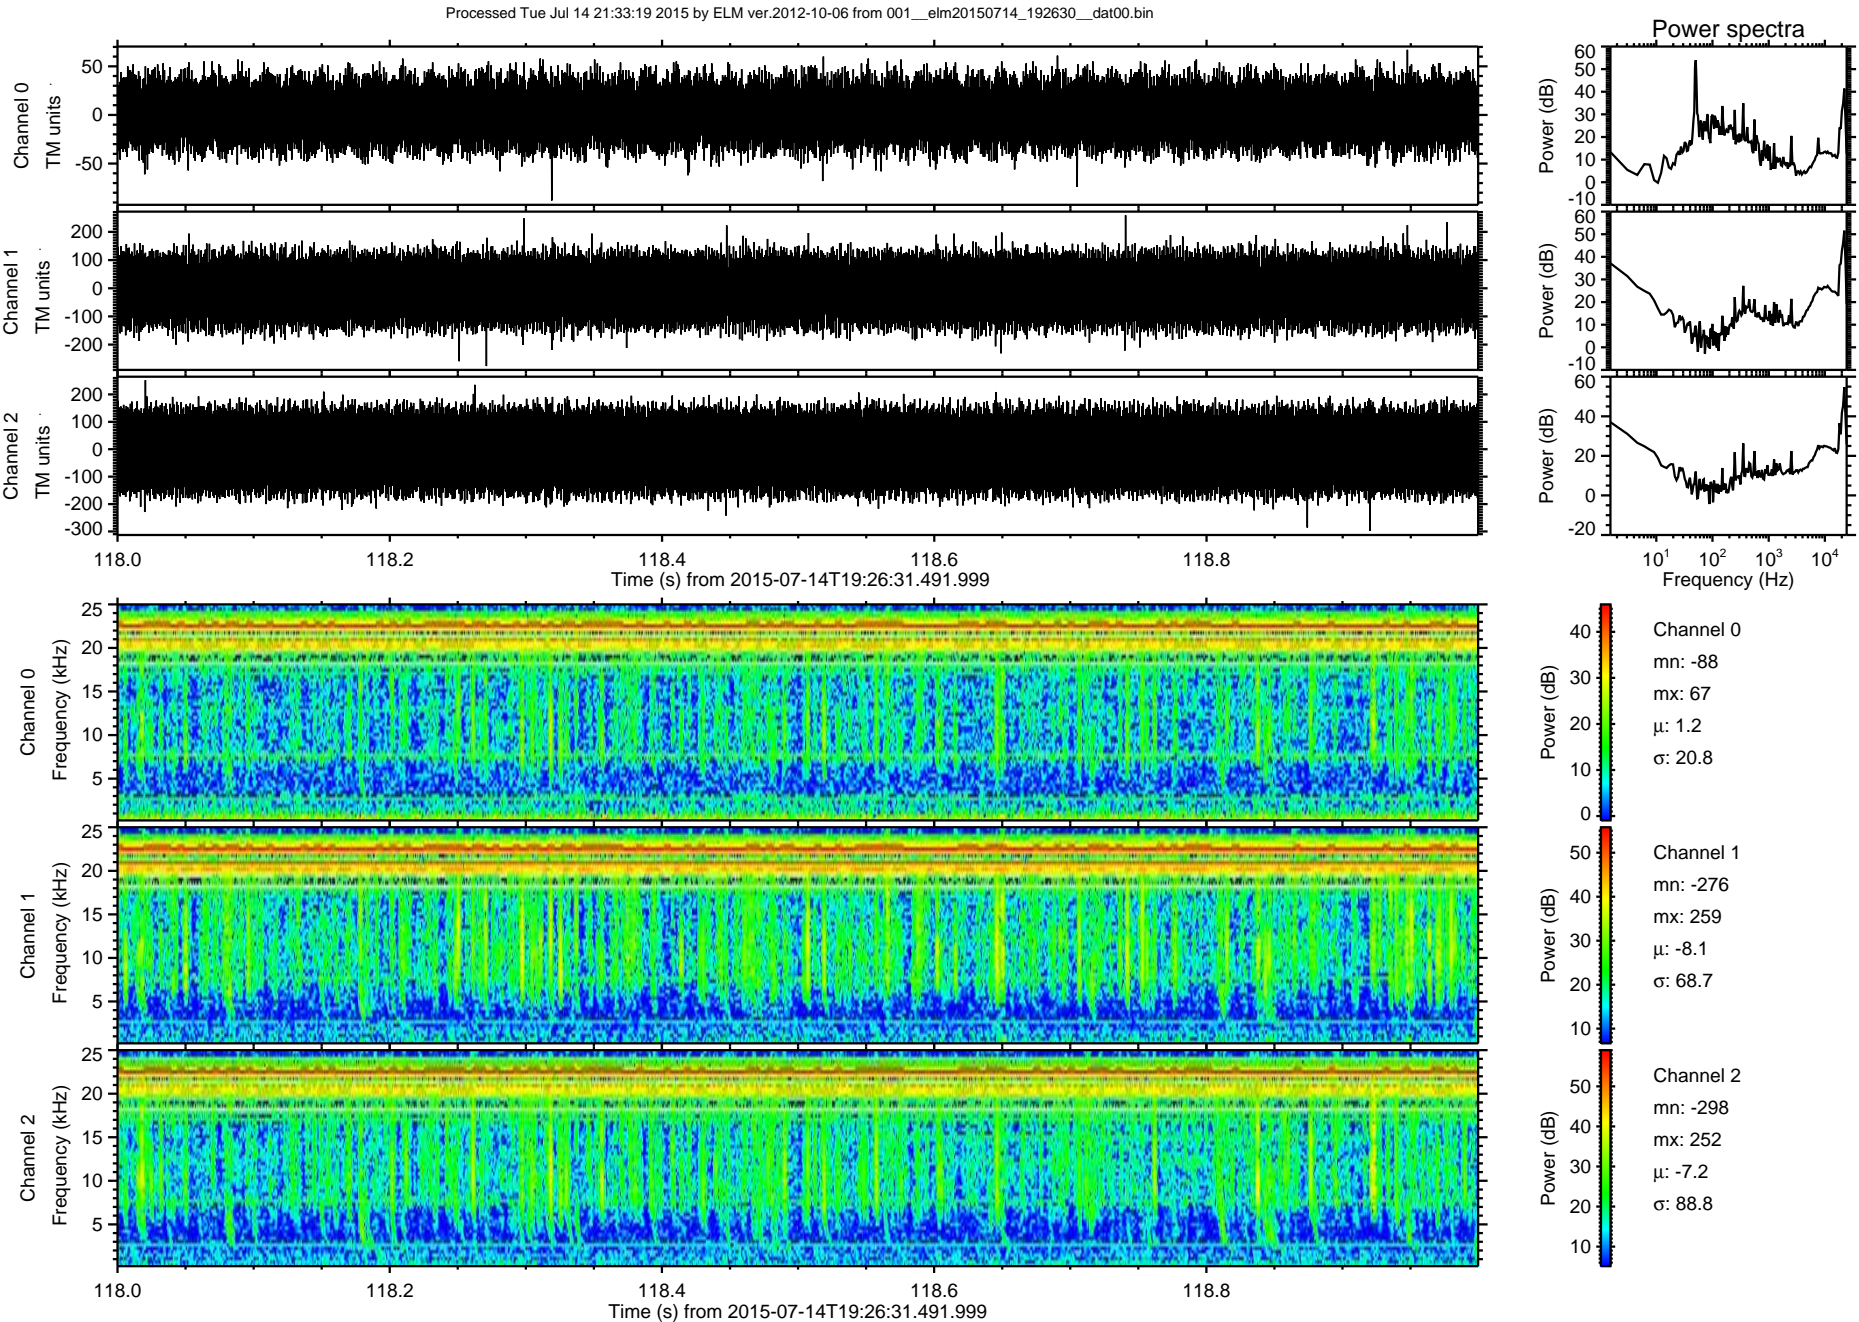 Processed Tue Jul 14 21:33:19 2015 by ELM ver.2012-10-06 from 001__elm20150714_192630__dat00.bin
Power spectra
Channel 0
TM units
50
0
-50
Power (dB)
60
50
40
30
20
10
0
-10
Channel 1
TM units
200
100
0
-100
-200
Power (dB)
60
50
40
30
20
10
0
-10
Channel 2
TM units
200
100
0
-100
-200
-300
Power (dB)
60
40
20
0
-20
118.0 118.2 118.4 118.6 118.8
Time (s) from 2015-07-14T19:26:31.491.999
10¹ 10² 10³ 10⁴
Frequency (Hz)
Channel 0
Frequency (kHz)
25
20
15
10
5
Power (dB)
40
30
20
10
0
Channel 0
mn: -88
mx: 67
μ: 1.2
σ: 20.8
Channel 1
Frequency (kHz)
25
20
15
10
5
Power (dB)
50
40
30
20
10
Channel 1
mn: -276
mx: 259
μ: -8.1
σ: 68.7
Channel 2
Frequency (kHz)
25
20
15
10
5
Power (dB)
50
40
30
20
10
Channel 2
mn: -298
mx: 252
μ: -7.2
σ: 88.8
118.0 118.2 118.4 118.6 118.8
Time (s) from 2015-07-14T19:26:31.491.999